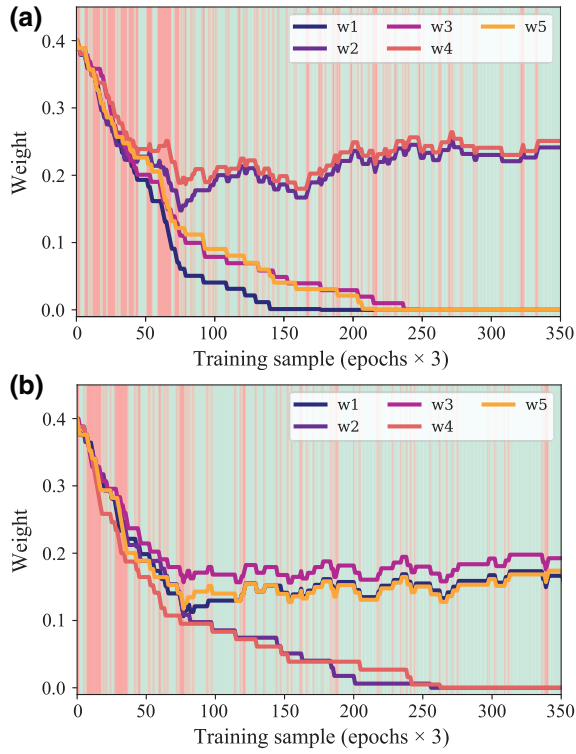 (a)
w1 w3 w5
w2 w4
0.4
0.3
0.2
0.1
0.0
Weight
0 50 100 150 200 250 300 350
Training sample (epochs × 3)
(b)
w1 w3 w5
w2 w4
0.4
0.3
0.2
0.1
0.0
Weight
0 50 100 150 200 250 300 350
Training sample (epochs × 3)